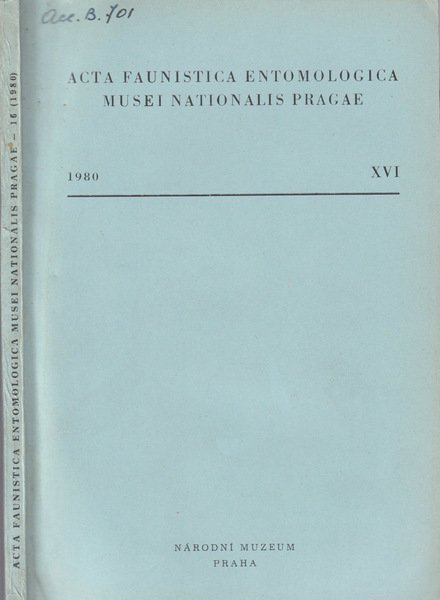 Acc. B. 701
ACTA FAUNISTICA ENTOMOLOGICA
MUSEI NATIONALIS PRAGAE
1980 XVI
NÁRODNÍ MUZEUM
PRAHA
ACTA FAUNISTICA ENTOMOLOGICA MUSEI NATIONALIS PRAGAE – 16 (1980)